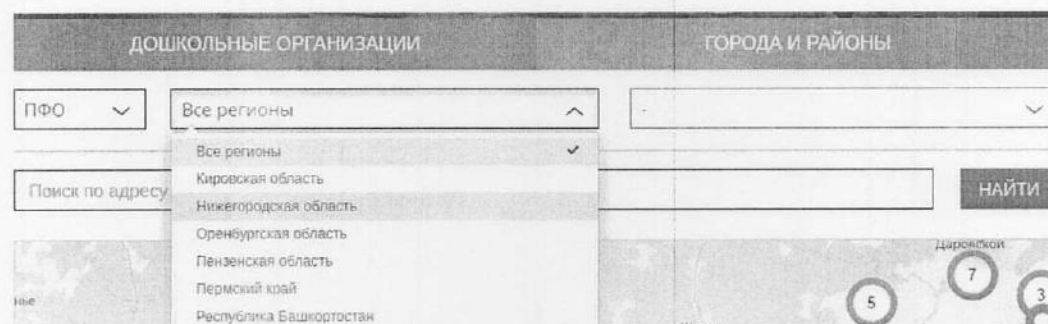 ДОШКОЛЬНЫЕ ОРГАНИЗАЦИИ ГОРОДА И РАЙОНЫ
ПФО Все регионы -
Все регионы
Кировская область
Поиск по адресу НАЙТИ
Нижегородская область
Оренбургская область
Даровской
Пензенская область
7
Пермский край
5 3
нье
Республика Башкортостан